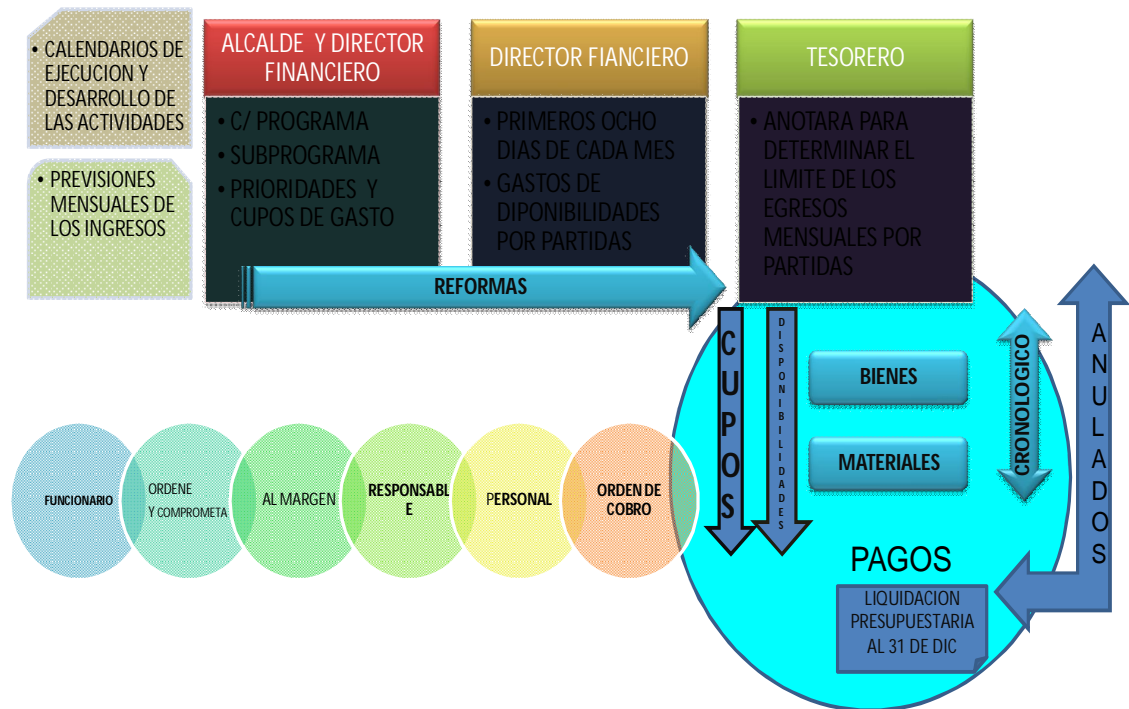 • CALENDARIOS DE
EJECUCION Y
DESARROLLO DE
LAS ACTIVIDADES
• PREVISIONES
MENSUALES DE
LOS INGRESOS
ALCALDE Y DIRECTOR
FINANCIERO
• C/ PROGRAMA
• SUBPROGRAMA
• PRIORIDADES Y
CUPOS DE GASTO
DIRECTOR FIANCIERO
• PRIMEROS OCHO
DIAS DE CADA MES
• GASTOS DE
DIPONIBILIDADES
POR PARTIDAS
TESORERO
• ANOTARA PARA
DETERMINAR EL
LIMITE DE LOS
EGRESOS
MENSUALES POR
PARTIDAS
REFORMAS
CUPOS
DISPONIBILIDADES
BIENES
MATERIALES
CRONOLOGICO
ANULADOS
FUNCIONARIO
ORDENE
Y COMPROMETA
AL MARGEN
RESPONSABL
E
PERSONAL
ORDEN DE
COBRO
PAGOS
LIQUIDACION
PRESUPUESTARIA
AL 31 DE DIC